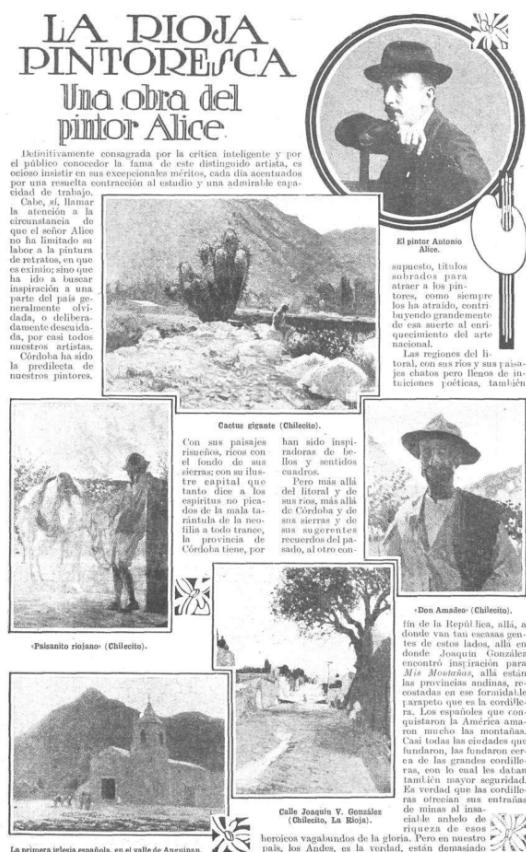 LA RIOJA
PINTORESCA
Una obra del
pintor Alice
Definitivamente consagrada por la crítica inteligente y por
el público conocedor la fama de este distinguido artista, es
ocioso insistir en sus excepcionales méritos, cada día acentuados
por una resuelta contracción al estudio y una admirable capa-
cidad de trabajo.
Cabe, sí, llamar
la atención a la
circunstancia de
que el señor Alice
no ha limitado su
labor a la pintura
de retratos, en que
es eximio; sino que
ha ido a buscar
inspiración a una
parte del país ge-
neralmente olvi-
dada, o delibera-
damente descuida-
da, por casi todos
nuestros artistas.
Córdoba ha sido
la predilecta de
nuestros pintores.
Con sus paisajes
risueños, ricos con
el fondo de sus
sierras; con su ilus-
tre capital que
tanto dice a los
espíritus no pica-
dos de la mala ta-
rántula de la neo-
filia a todo trance,
la provincia de
Córdoba tiene, por
El pintor Antonio
Alice.
supuesto, títulos
sobrados para
atraer a los pin-
tores, como siempre
los ha atraído, contri
buyendo grandemente
de esa suerte al enri-
quecimiento del arte
nacional.
Las regiones del li-
toral, con sus ríos y sus paisa-
jes chatos pero llenos de in-
tuiciones poéticas, también
han sido inspi-
radoras de be-
llos y sentidos
cuadros.
Pero más allá
del litoral y de
sus ríos, más allá
de Córdoba y de
sus sierras y de
sus sugerentes
recuerdos del pa-
sado, al otro con-
fín de la República, allá, a
donde van tan escasas gen-
tes de estos lados, allá en
donde Joaquín González
encontró inspiración para
Mis Montañas, allá están
las provincias andinas, re-
costadas en ese formidable
parapeto que es la cordille-
ra. Los españoles que con-
quistaron la América ama-
ron mucho las montañas.
Casi todas las ciudades que
fundaron, las fundaron cer-
ca de las grandes cordille-
ras, con lo cual les daban
también mayor seguridad.
Es verdad que las cordille-
ras ofrecían sus entrañas
de minas al insa-
ciable anhelo de
riqueza de esos
heroicos vagabundos de la gloria. Pero en nuestro
país, los Andes, es la verdad, están demasiado
Cactus gigante (Chilecito).
«Paisanito riojano» (Chilecito).
«Don Amadeo» (Chilecito).
Calle Joaquín V. González
(Chilecito, La Rioja).
La primera iglesia española, en el valle de Anguinan.